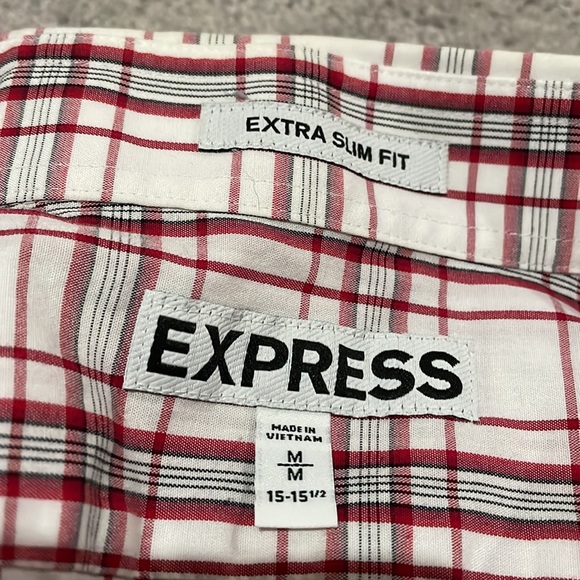 EXTRA SLIM FIT
EXPRESS
MADE IN
VIETNAM
M
M
15-15 1/2